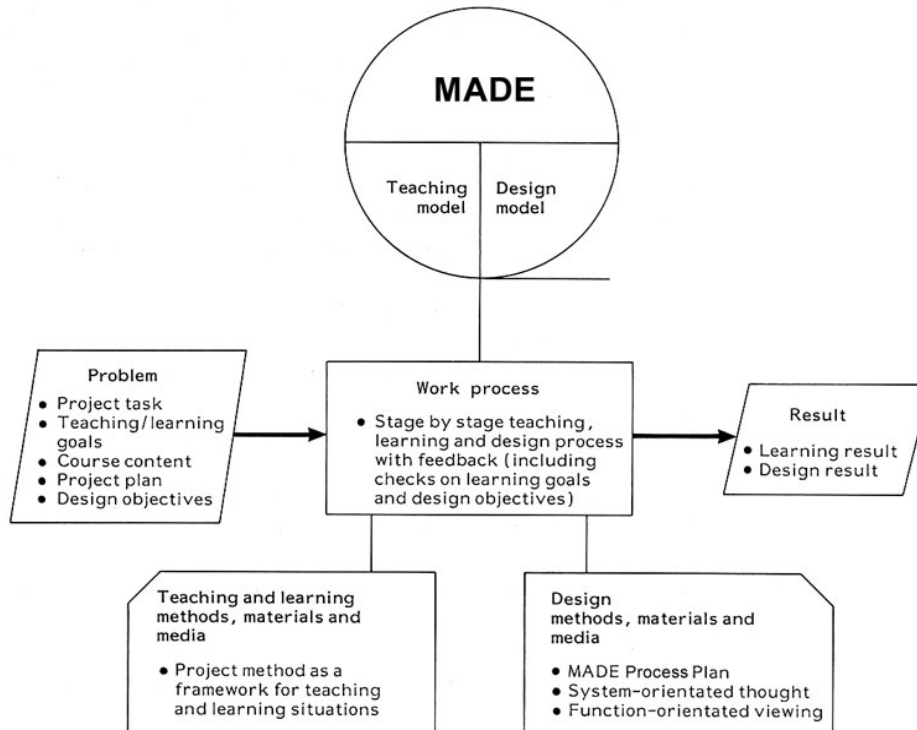 MADE
Teaching
model
Design
model
Problem
● Project task
● Teaching/learning
goals
● Course content
● Project plan
● Design objectives
Work process
● Stage by stage teaching,
learning and design process
with feedback (including
checks on learning goals
and design objectives)
Result
● Learning result
● Design result
Teaching and learning
methods, materials and
media
● Project method as a
framework for teaching
and learning situations
Design
methods, materials and
media
● MADE Process Plan
● System-orientated thought
● Function-orientated viewing